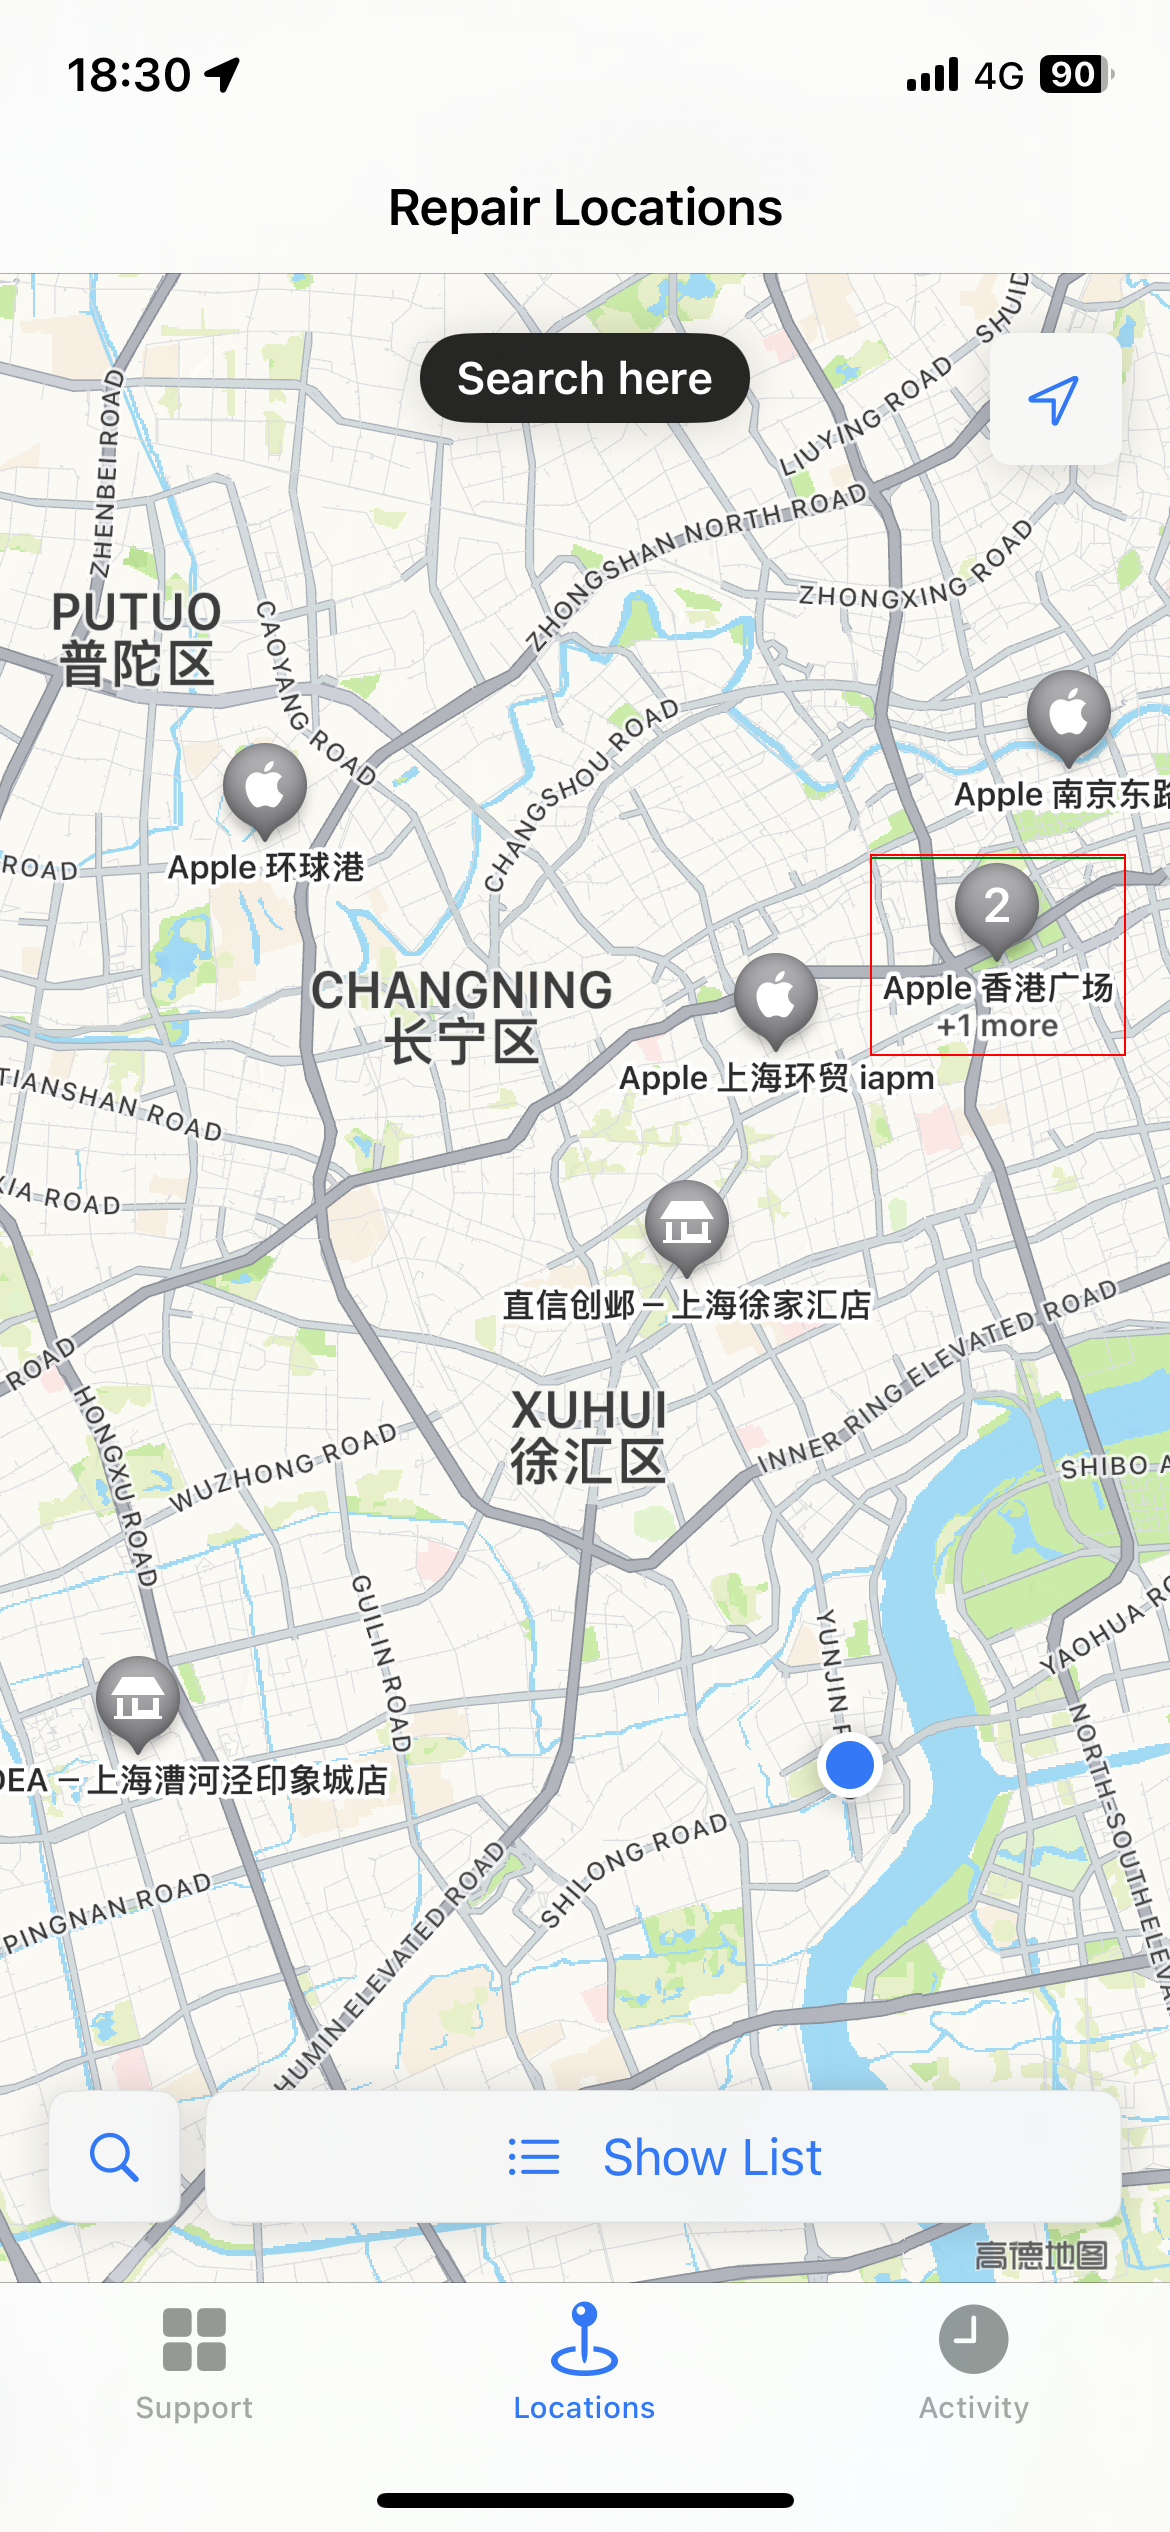 18:30
4G
90
Repair Locations
Search here
SHUID
LIUYING ROAD
ZHENBEI ROAD
ZHONGSHAN NORTH ROAD
ZHONGXING ROAD
PUTUO
普陀区
CAOYANG ROAD
CHANGSHOU ROAD
Apple 南京东路
Apple 环球港
ROAD
2
Apple 香港广场
+1 more
CHANGNING
长宁区
Apple 上海环贸 iapm
TIANSHAN ROAD
XIA ROAD
直信创邺 – 上海徐家汇店
INNER RING ELEVATED ROAD
ROAD
HONGXU ROAD
XUHUI
徐汇区
WUZHONG ROAD
SHIBO A
GUILIN ROAD
YUNJIN R
YAOHUA RO
DEA – 上海漕河泾印象城店
NORTH-SOUTH ELEVA
SHILONG ROAD
PINGNAN ROAD
HUMIN ELEVATED ROAD
Show List
高德地图
Support
Locations
Activity